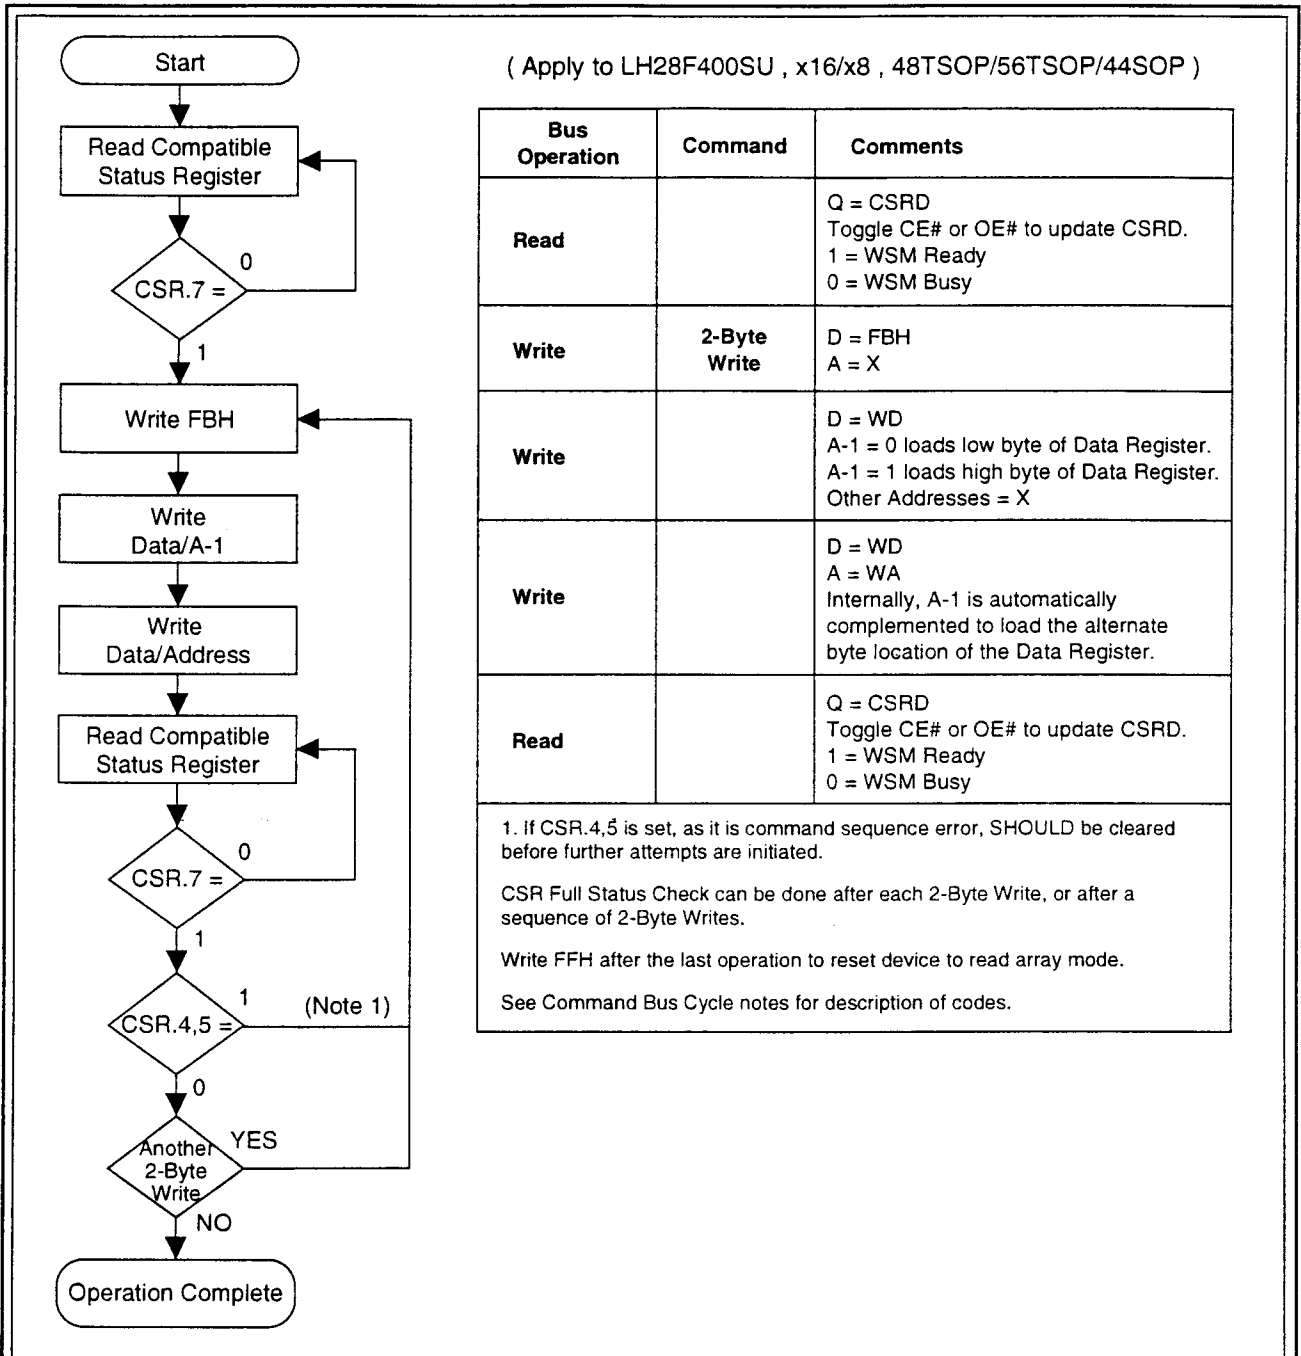 Start
Read Compatible
Status Register
0
CSR.7 =
1
Write FBH
Write
Data/A-1
Write
Data/Address
Read Compatible
Status Register
0
CSR.7 =
1
1
(Note 1)
CSR.4,5 =
0
YES
Another
2-Byte
Write
NO
Operation Complete
( Apply to LH28F400SU , x16/x8 , 48TSOP/56TSOP/44SOP )
Bus
Operation
Command
Comments
Read
Q = CSRD
Toggle CE# or OE# to update CSRD.
1 = WSM Ready
0 = WSM Busy
Write
2-Byte
Write
D = FBH
A = X
Write
D = WD
A-1 = 0 loads low byte of Data Register.
A-1 = 1 loads high byte of Data Register.
Other Addresses = X
Write
D = WD
A = WA
Internally, A-1 is automatically
complemented to load the alternate
byte location of the Data Register.
Read
Q = CSRD
Toggle CE# or OE# to update CSRD.
1 = WSM Ready
0 = WSM Busy
1. If CSR.4,5 is set, as it is command sequence error, SHOULD be cleared
before further attempts are initiated.
CSR Full Status Check can be done after each 2-Byte Write, or after a
sequence of 2-Byte Writes.
Write FFH after the last operation to reset device to read array mode.
See Command Bus Cycle notes for description of codes.